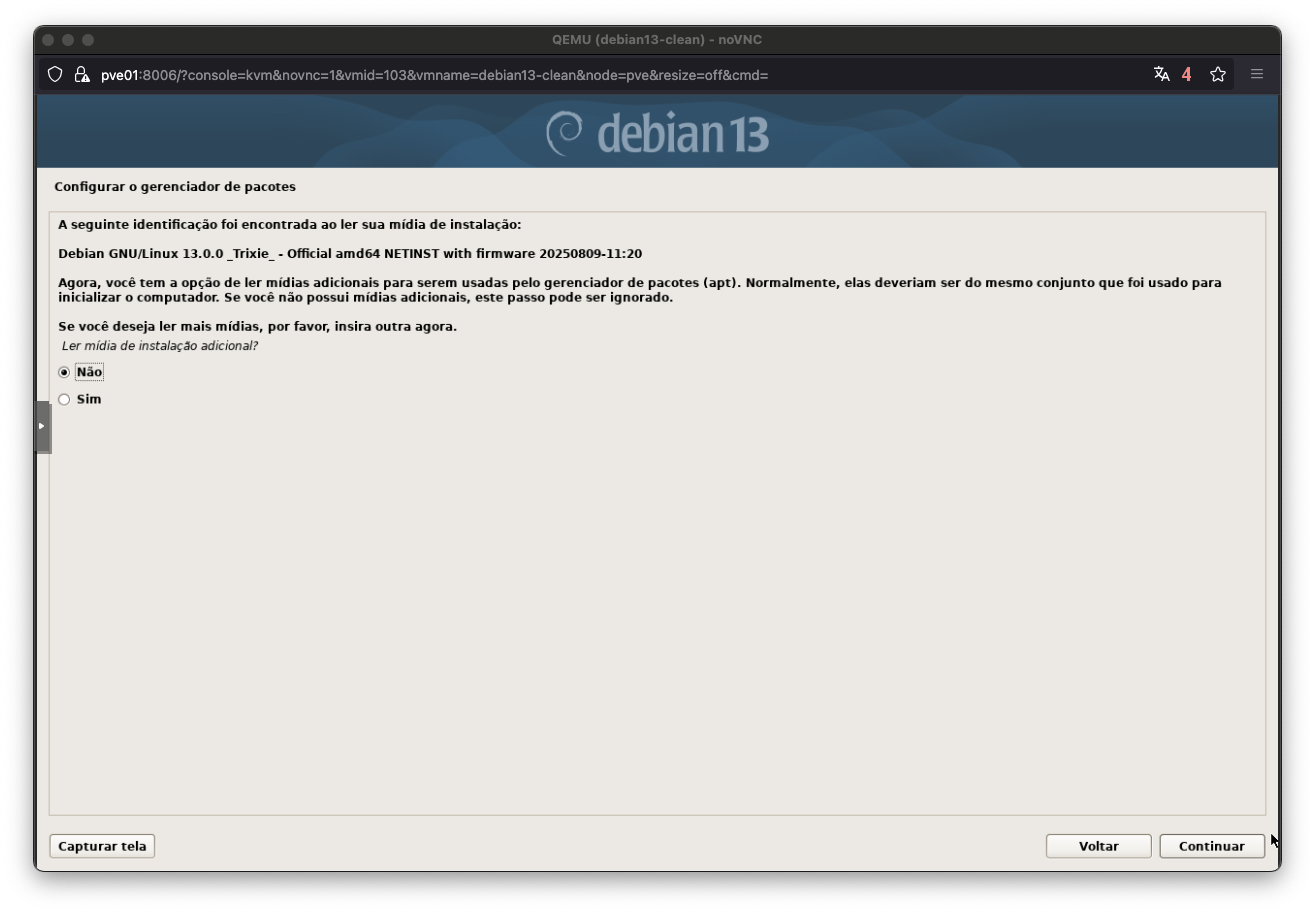 QEMU (debian13-clean) - noVNC
pve01:8006/?console=kvm&novnc=1&vmid=103&vmname=debian13-clean&node=pve&resize=off&cmd=
4
debian 13
Configurar o gerenciador de pacotes
A seguinte identificação foi encontrada ao ler sua mídia de instalação:
Debian GNU/Linux 13.0.0 _Trixie_ - Official amd64 NETINST with firmware 20250809-11:20
Agora, você tem a opção de ler mídias adicionais para serem usadas pelo gerenciador de pacotes (apt). Normalmente, elas deveriam ser do mesmo conjunto que foi usado para
inicializar o computador. Se você não possui mídias adicionais, este passo pode ser ignorado.
Se você deseja ler mais mídias, por favor, insira outra agora.
Ler mídia de instalação adicional?
Não
Sim
Capturar tela
Voltar
Continuar